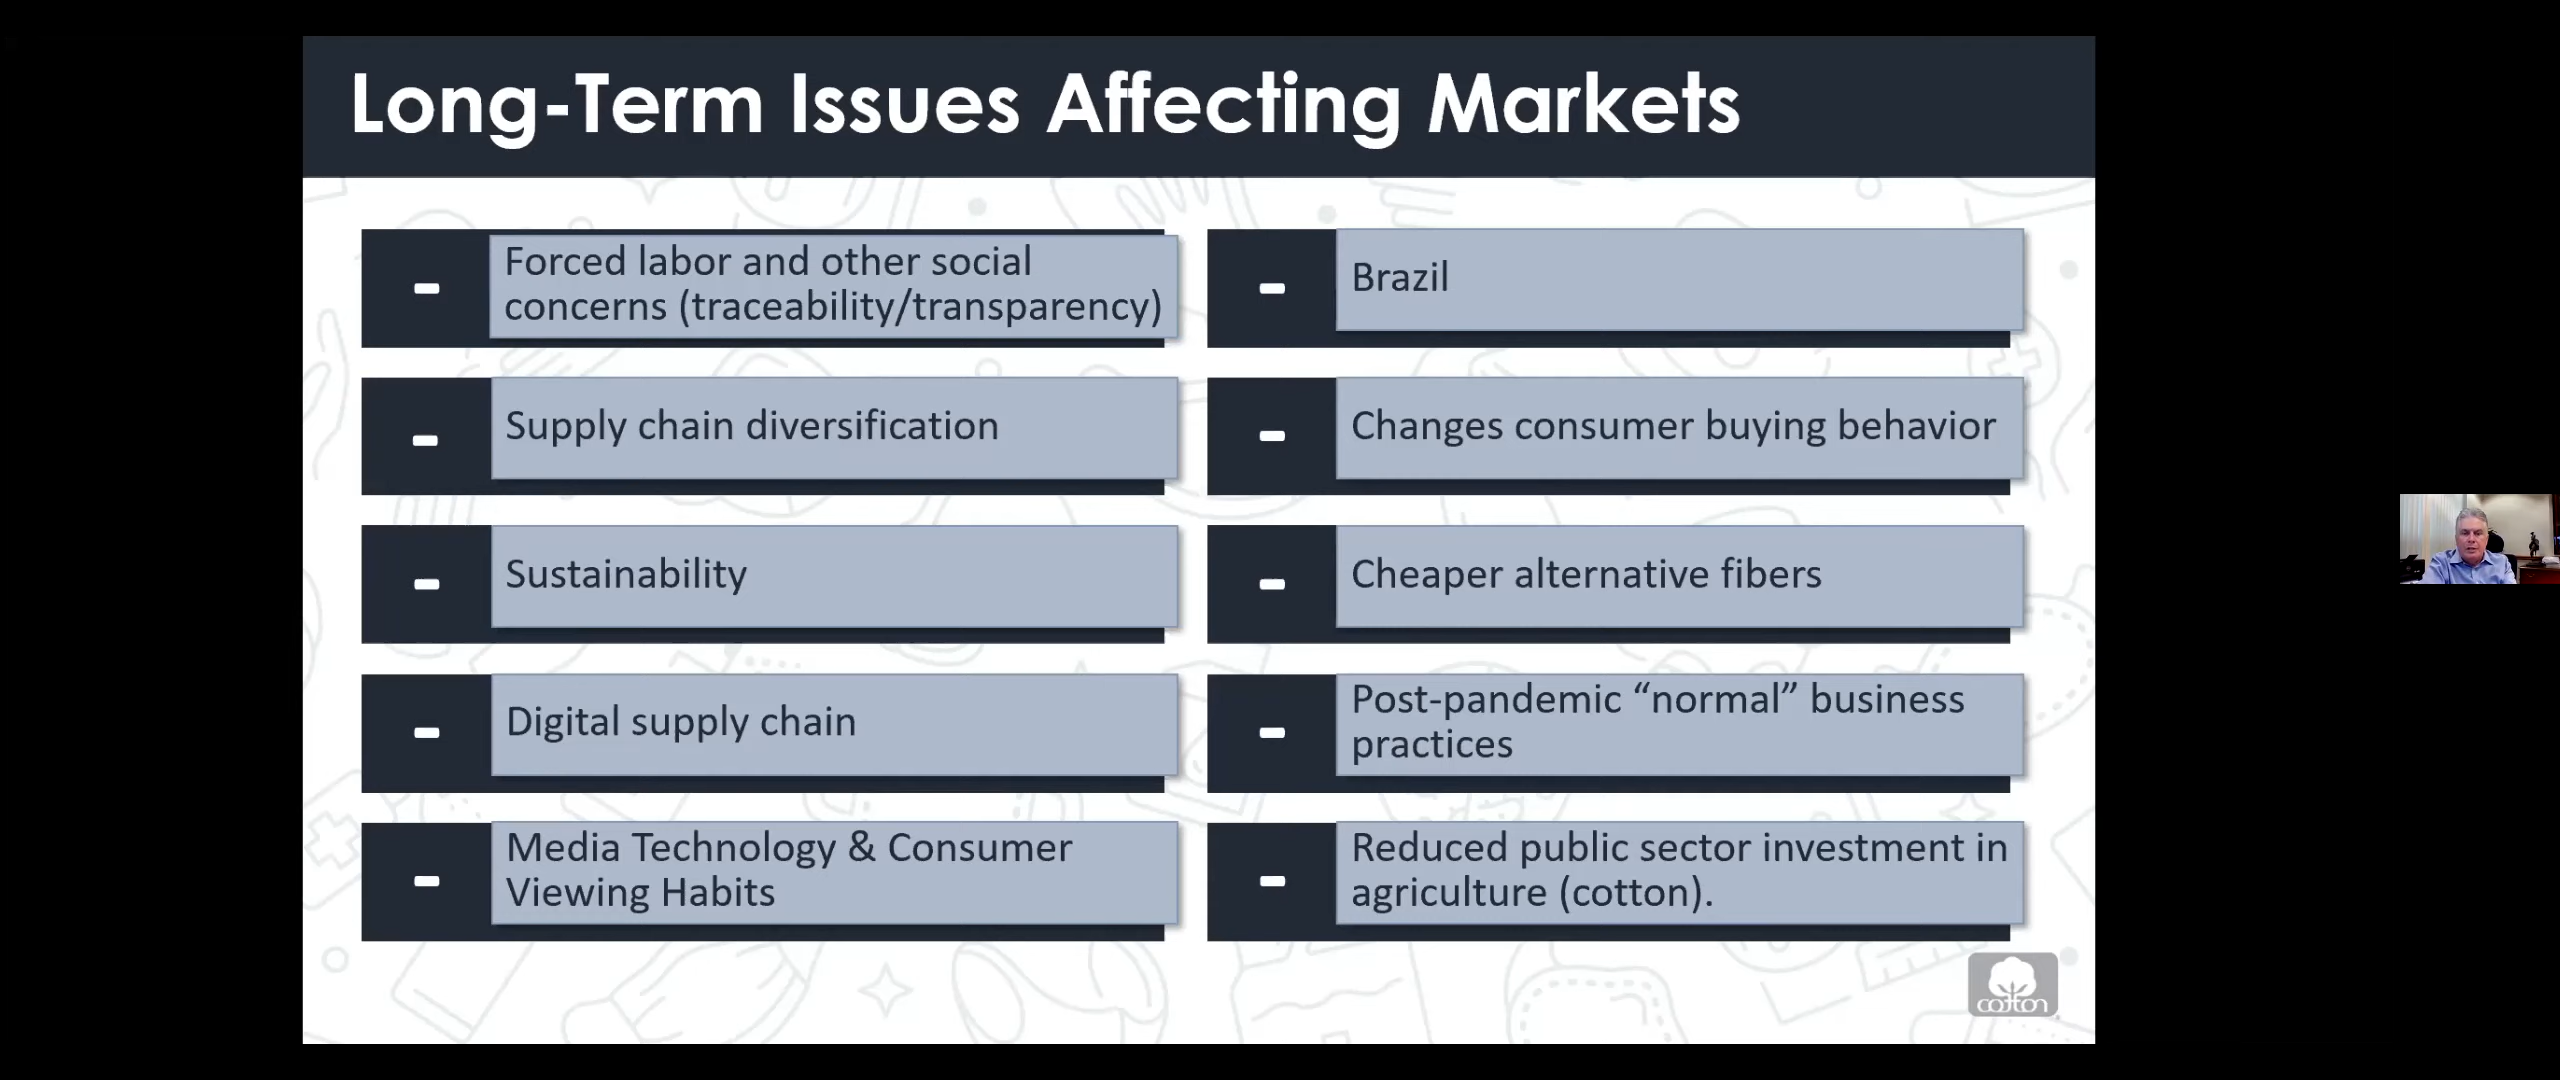 Long-Term Issues Affecting Markets
- Forced labor and other social
concerns (traceability/transparency)
- Supply chain diversification
- Sustainability
- Digital supply chain
- Media Technology & Consumer
Viewing Habits
- Brazil
- Changes consumer buying behavior
- Cheaper alternative fibers
- Post-pandemic “normal” business
practices
- Reduced public sector investment in
agriculture (cotton).
cotton